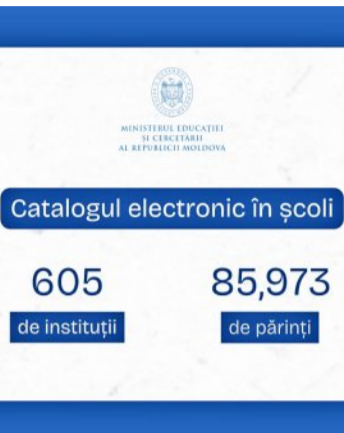 MINISTERUL EDUCAȚIEI
ȘI CERCETĂRII
AL REPUBLICII MOLDOVA
Catalogul electronic în școli
605
de instituții
85,973
de părinți